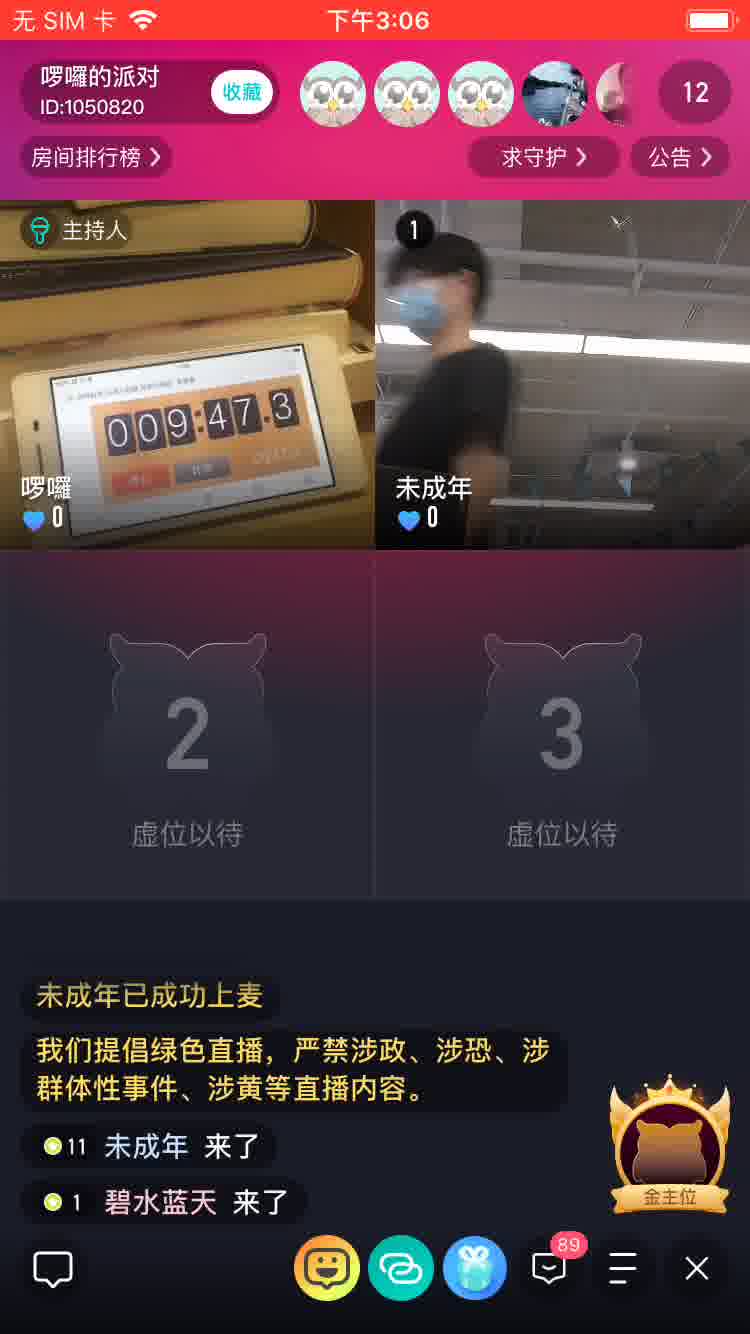 无 SIM 卡
下午3:06
啰囉的派对
ID:1050820
收藏
12
房间排行榜
求守护
公告
主持人
1
009:47.3
啰囉
0
未成年
0
2
虚位以待
3
虚位以待
未成年已成功上麦
我们提倡绿色直播，严禁涉政、涉恐、涉
群体性事件、涉黄等直播内容。
11 未成年 来了
1 碧水蓝天 来了
金主位
89